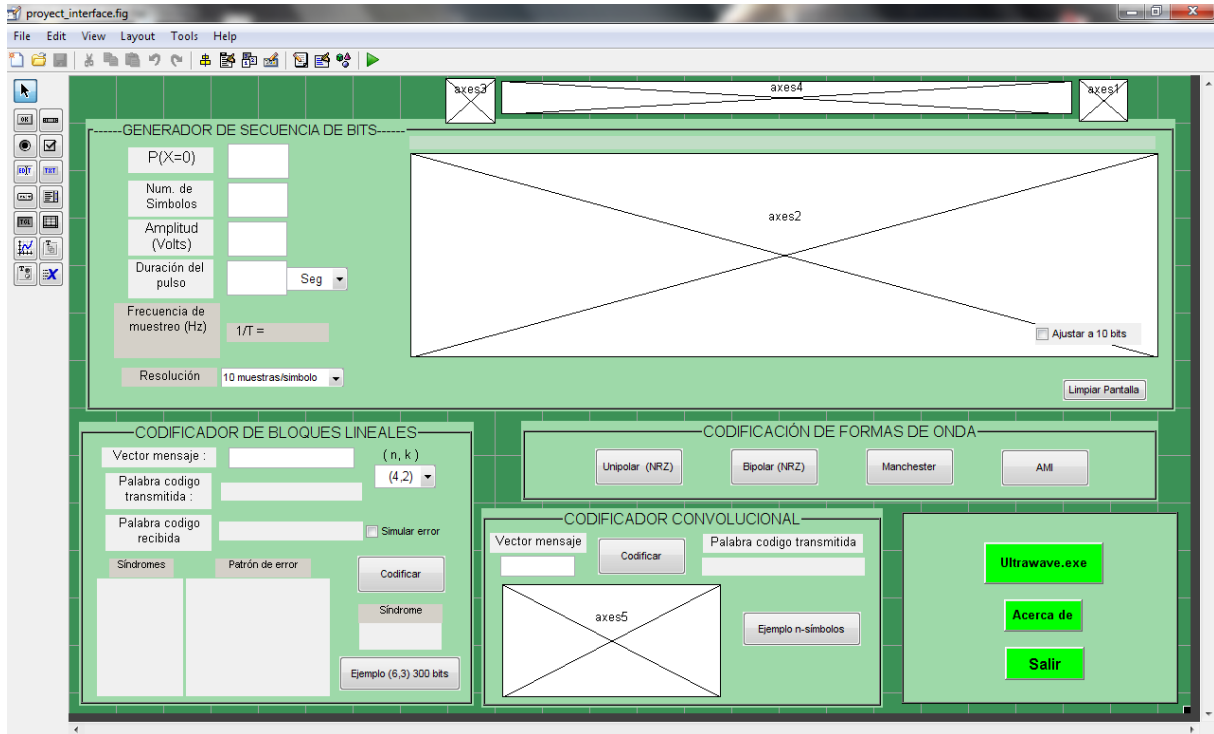 proyect_interface.fig
File Edit View Layout Tools Help
axes3
axes4
axes1
------GENERADOR DE SECUENCIA DE BITS------
P(X=0)
Num. de
Simbolos
Amplitud
(Volts)
Duración del
pulso
Seg
Frecuencia de
muestreo (Hz)
1/T =
Resolución
10 muestras/simbolo
axes2
Ajustar a 10 bits
Limpiar Pantalla
CODIFICADOR DE BLOQUES LINEALES
Vector mensaje :
( n, k )
(4,2)
Palabra codigo
transmitida :
Palabra codigo
recibida
Simular error
Síndromes
Patrón de error
Codificar
Síndrome
Ejemplo (6,3) 300 bits
CODIFICACIÓN DE FORMAS DE ONDA
Unipolar (NRZ)
Bipolar (NRZ)
Manchester
AMI
CODIFICADOR CONVOLUCIONAL
Vector mensaje
Codificar
Palabra codigo transmitida
axes5
Ejemplo n-símbolos
Ultrawave.exe
Acerca de
Salir
OK
EDIT
TXT
TGL